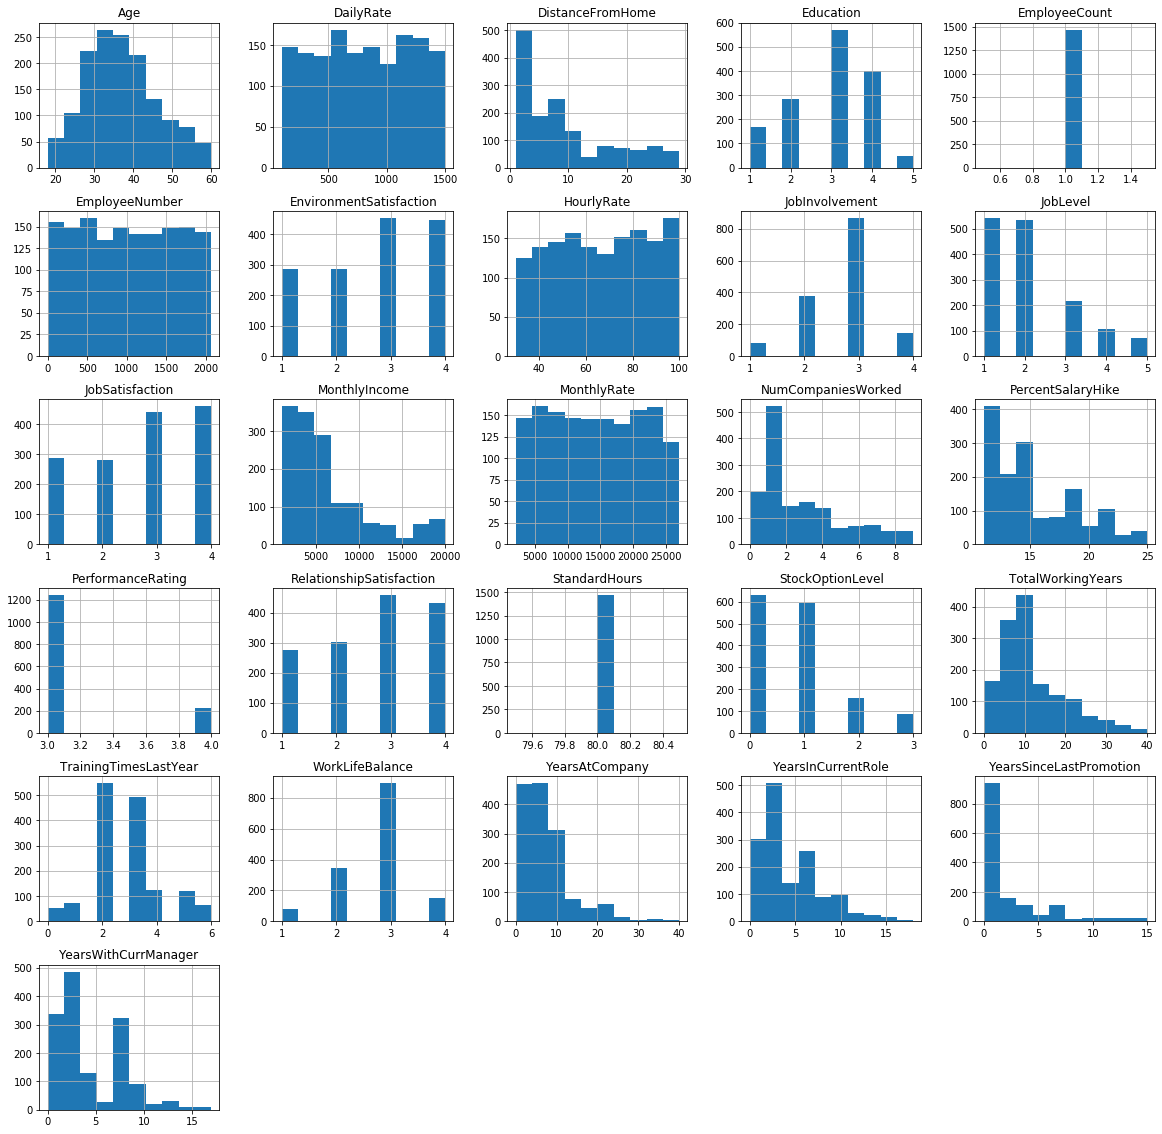 Age
250
200
150
100
50
0
20 30 40 50 60
DailyRate
150
100
50
0
500 1000 1500
DistanceFromHome
500
400
300
200
100
0
0 10 20 30
Education
600
500
400
300
200
100
0
1 2 3 4 5
EmployeeCount
1500
1250
1000
750
500
250
0
0.6 0.8 1.0 1.2 1.4
EmployeeNumber
150
125
100
75
50
25
0
0 500 1000 1500 2000
EnvironmentSatisfaction
400
300
200
100
0
1 2 3 4
HourlyRate
150
100
50
0
40 60 80 100
JobInvolvement
800
600
400
200
0
1 2 3 4
JobLevel
500
400
300
200
100
0
1 2 3 4 5
JobSatisfaction
400
300
200
100
0
1 2 3 4
MonthlyIncome
300
200
100
0
5000 10000 15000 20000
MonthlyRate
150
125
100
75
50
25
0
5000 10000 15000 20000 25000
NumCompaniesWorked
500
400
300
200
100
0
0 2 4 6 8
PercentSalaryHike
400
300
200
100
0
15 20 25
PerformanceRating
1200
1000
800
600
400
200
0
3.0 3.2 3.4 3.6 3.8 4.0
RelationshipSatisfaction
400
300
200
100
0
1 2 3 4
StandardHours
1500
1250
1000
750
500
250
0
79.6 79.8 80.0 80.2 80.4
StockOptionLevel
600
500
400
300
200
100
0
0 1 2 3
TotalWorkingYears
400
300
200
100
0
0 10 20 30 40
TrainingTimesLastYear
500
400
300
200
100
0
0 2 4 6
WorkLifeBalance
800
600
400
200
0
1 2 3 4
YearsAtCompany
400
300
200
100
0
0 10 20 30 40
YearsInCurrentRole
500
400
300
200
100
0
0 5 10 15
YearsSinceLastPromotion
800
600
400
200
0
0 5 10 15
YearsWithCurrManager
500
400
300
200
100
0
0 5 10 15